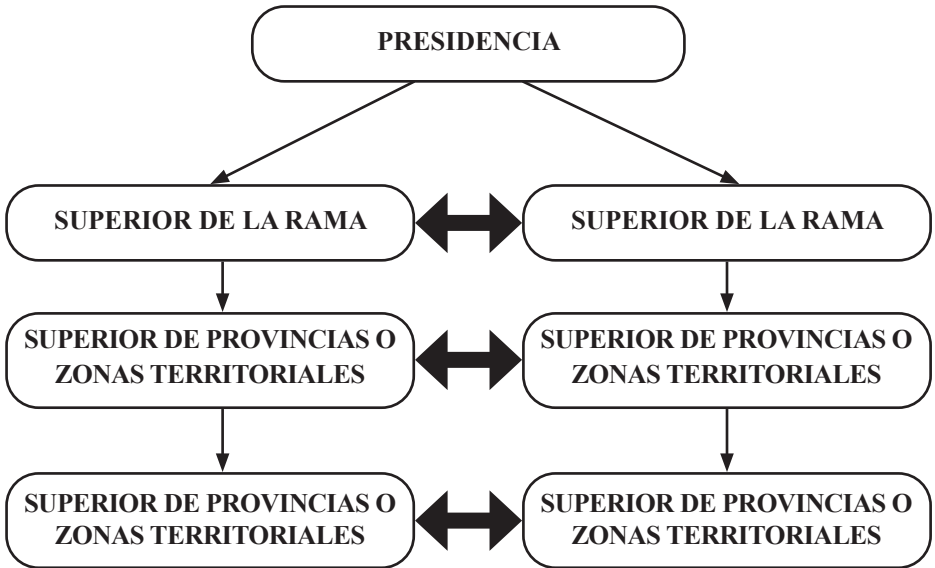 PRESIDENCIA
SUPERIOR DE LA RAMA
SUPERIOR DE LA RAMA
SUPERIOR DE PROVINCIAS O
ZONAS TERRITORIALES
SUPERIOR DE PROVINCIAS O
ZONAS TERRITORIALES
SUPERIOR DE PROVINCIAS O
ZONAS TERRITORIALES
SUPERIOR DE PROVINCIAS O
ZONAS TERRITORIALES